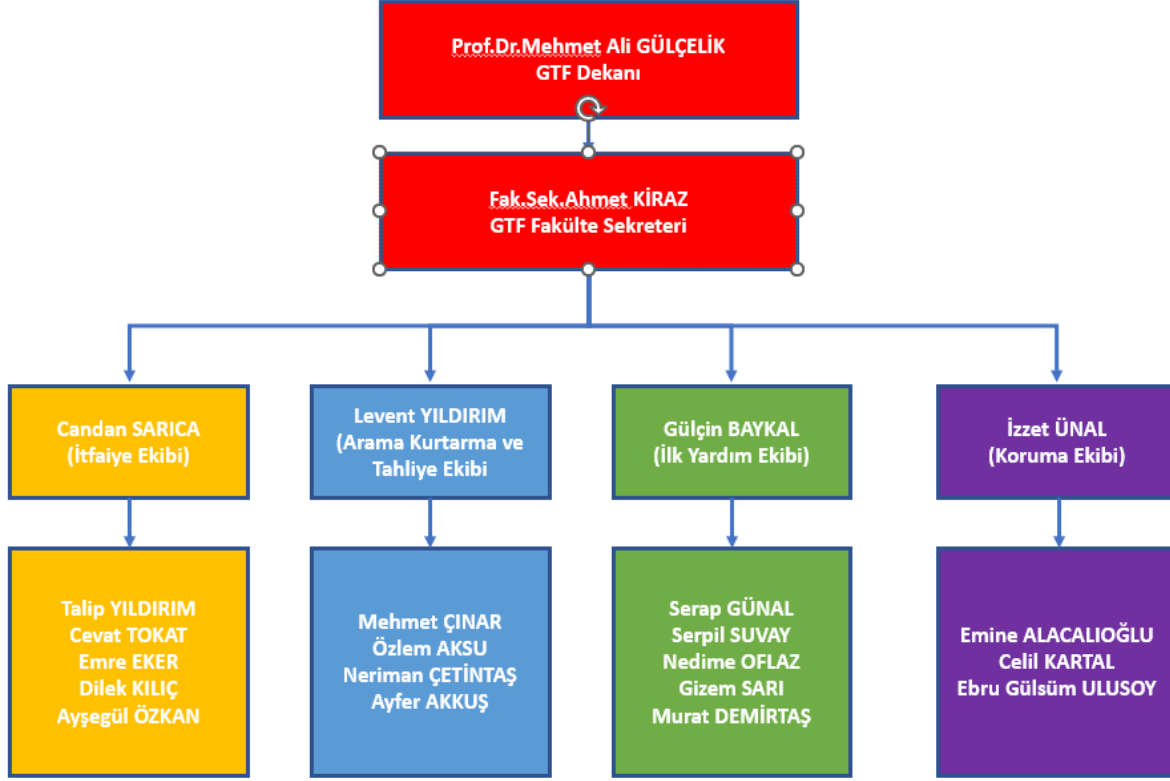 Prof.Dr.Mehmet Ali GÜLÇELİK
GTF Dekanı
Fak.Sek.Ahmet KİRAZ
GTF Fakülte Sekreteri
Candan SARICA
(İtfaiye Ekibi)
Levent YILDIRIM
(Arama Kurtarma ve
Tahliye Ekibi
Gülçin BAYKAL
(İlk Yardım Ekibi)
İzzet ÜNAL
(Koruma Ekibi)
Talip YILDIRIM
Cevat TOKAT
Emre EKER
Dilek KILIÇ
Ayşegül ÖZKAN
Mehmet ÇINAR
Özlem AKSU
Neriman ÇETİNTAŞ
Ayfer AKKUŞ
Serap GÜNAL
Serpil SUVAY
Nedime OFLAZ
Gizem SARI
Murat DEMİRTAŞ
Emine ALACALIOĞLU
Celil KARTAL
Ebru Gülsüm ULUSOY